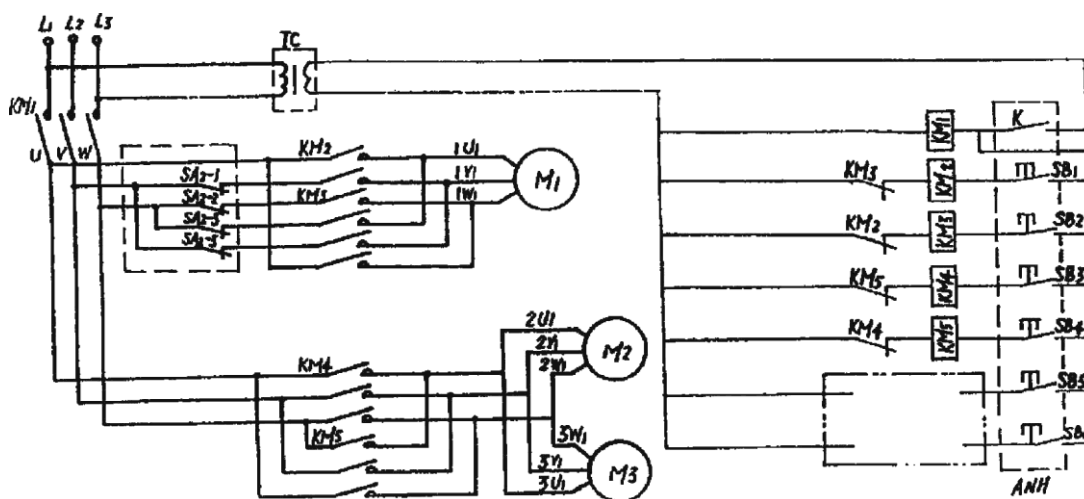 L1 L2 L3
TC
KM1
U V W
KM2
SA2-1
SA2-2
SA2-3
SA2-3
KM3
1U1
1V1
1W1
M1
KM4
KM5
2U1
2V1
2W1
M2
3W1
3V1
3U1
M3
KM1 K
KM3 KM2 SB1
KM2 KM3 SB2
KM5 KM4 SB3
KM4 KM5 SB4
SB5
SB
ANH